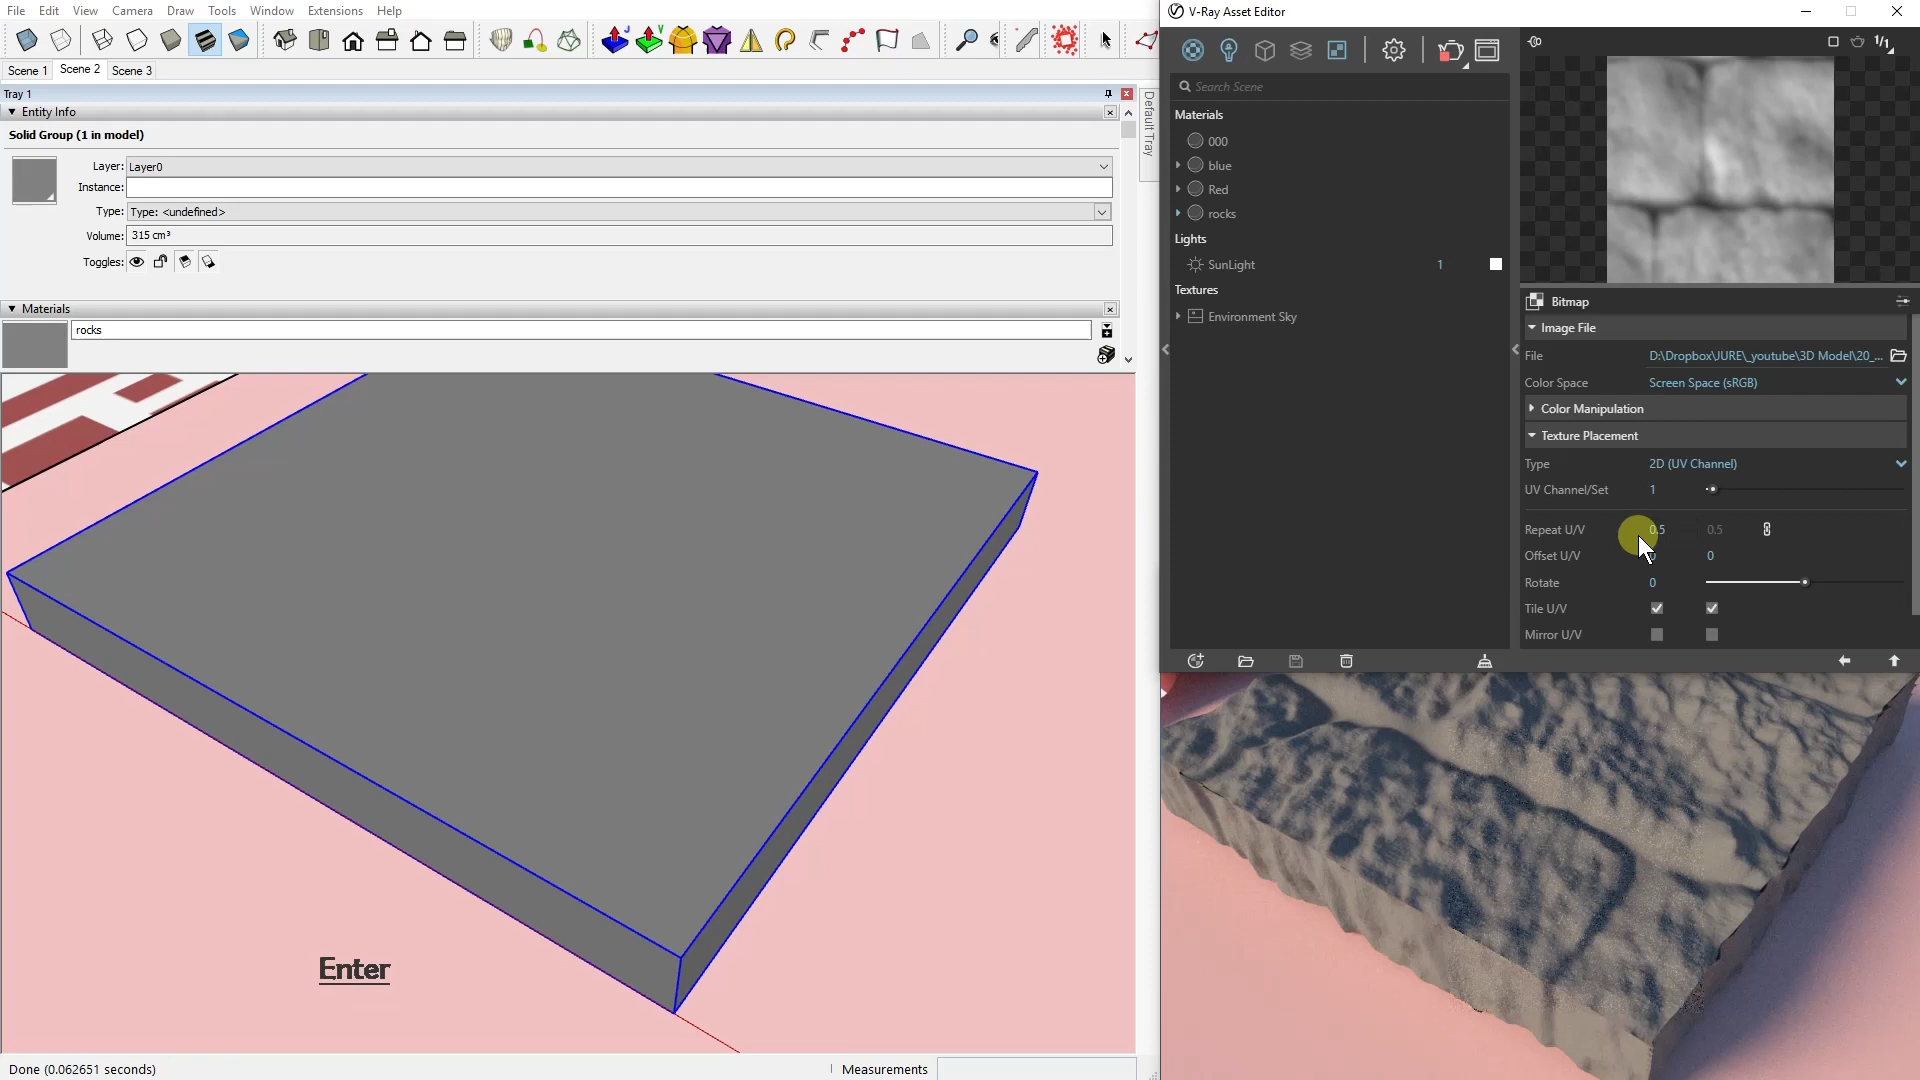 File Edit View Camera Draw Tools Window Extensions Help
V-Ray Asset Editor
J V
1/1
Scene 1 Scene 2 Scene 3
Tray 1
Default Tray
Entity Info
Solid Group (1 in model)
Layer: Layer0
Instance:
Type: Type: <undefined>
Volume: 315 cm³
Toggles:
Materials
rocks
Search Scene
Materials
000
blue
Red
rocks
Lights
SunLight 1
Textures
Environment Sky
Bitmap
Image File
File D:\Dropbox\JURE\_youtube\3D Model\20_...
Color Space Screen Space (sRGB)
Color Manipulation
Texture Placement
Type 2D (UV Channel)
UV Channel/Set 1
Repeat U/V 0.5 0.5
Offset U/V 0 0
Rotate 0
Tile U/V
Mirror U/V
Enter
Done (0.062651 seconds)
Measurements